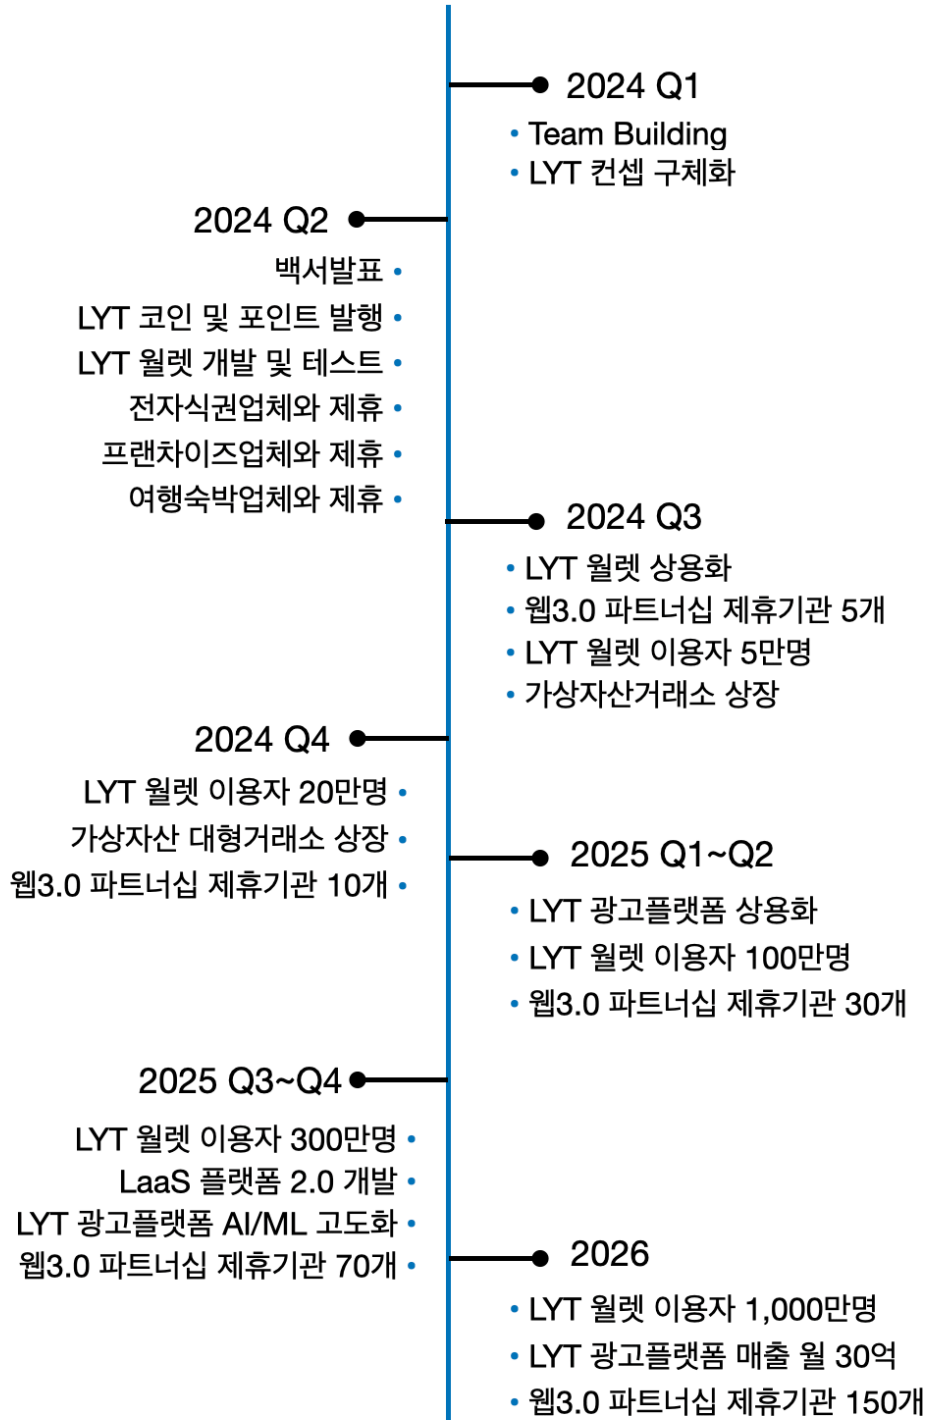 2024 Q1
• Team Building
• LYT 컨셉 구체화
2024 Q2
백서발표 •
LYT 코인 및 포인트 발행 •
LYT 월렛 개발 및 테스트 •
전자식권업체와 제휴 •
프랜차이즈업체와 제휴 •
여행숙박업체와 제휴 •
2024 Q3
• LYT 월렛 상용화
• 웹3.0 파트너십 제휴기관 5개
• LYT 월렛 이용자 5만명
• 가상자산거래소 상장
2024 Q4
LYT 월렛 이용자 20만명 •
가상자산 대형거래소 상장 •
웹3.0 파트너십 제휴기관 10개 •
2025 Q1~Q2
• LYT 광고플랫폼 상용화
• LYT 월렛 이용자 100만명
• 웹3.0 파트너십 제휴기관 30개
2025 Q3~Q4
LYT 월렛 이용자 300만명 •
LaaS 플랫폼 2.0 개발 •
LYT 광고플랫폼 AI/ML 고도화 •
웹3.0 파트너십 제휴기관 70개 •
2026
• LYT 월렛 이용자 1,000만명
• LYT 광고플랫폼 매출 월 30억
• 웹3.0 파트너십 제휴기관 150개